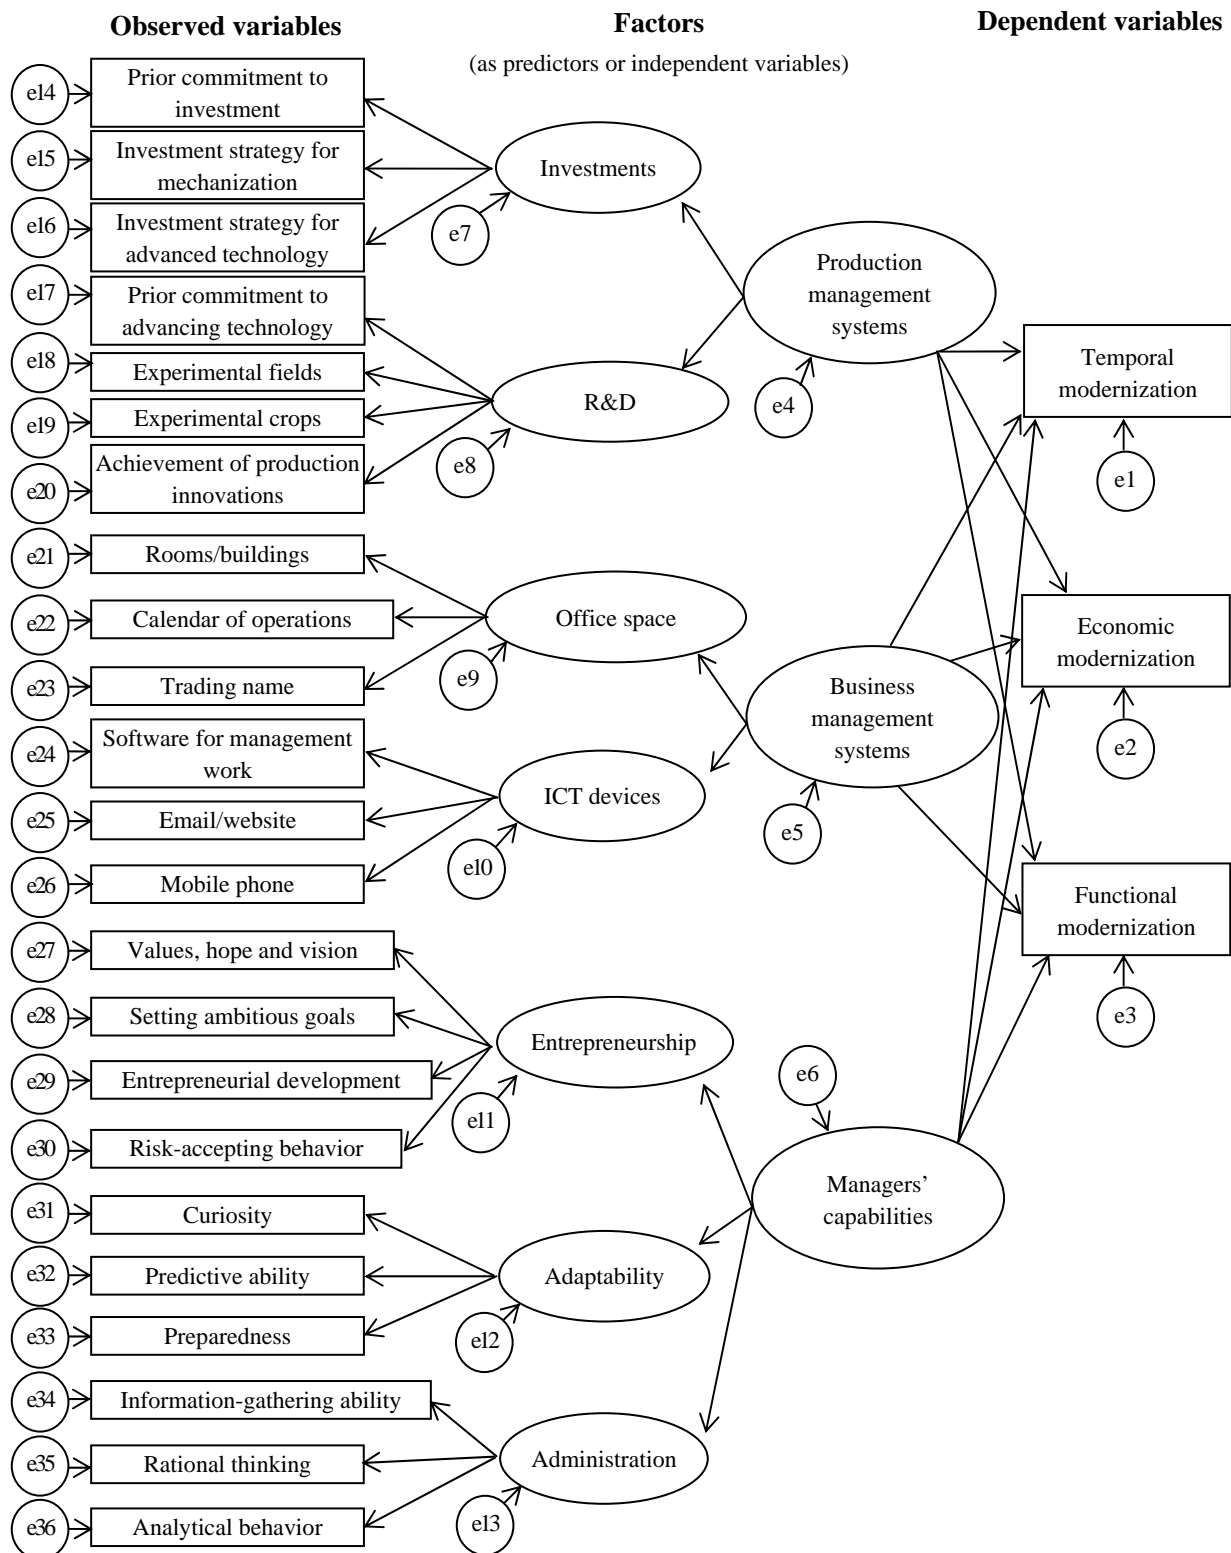 Observed variables
Factors
Dependent variables
(as predictors or independent variables)
e14
Prior commitment to
investment
e15
Investment strategy for
mechanization
e16
Investment strategy for
advanced technology
e17
Prior commitment to
advancing technology
e18
Experimental fields
e19
Experimental crops
e20
Achievement of production
innovations
e21
Rooms/buildings
e22
Calendar of operations
e23
Trading name
e24
Software for management
work
e25
Email/website
e26
Mobile phone
e27
Values, hope and vision
e28
Setting ambitious goals
e29
Entrepreneurial development
e30
Risk-accepting behavior
e31
Curiosity
e32
Predictive ability
e33
Preparedness
e34
Information-gathering ability
e35
Rational thinking
e36
Analytical behavior
Investments
e7
R&D
e8
Office space
e9
ICT devices
e10
Entrepreneurship
e11
Adaptability
e12
Administration
e13
Production
management
systems
e4
Business
management
systems
e5
e6
Managers’
capabilities
Temporal
modernization
e1
Economic
modernization
e2
Functional
modernization
e3